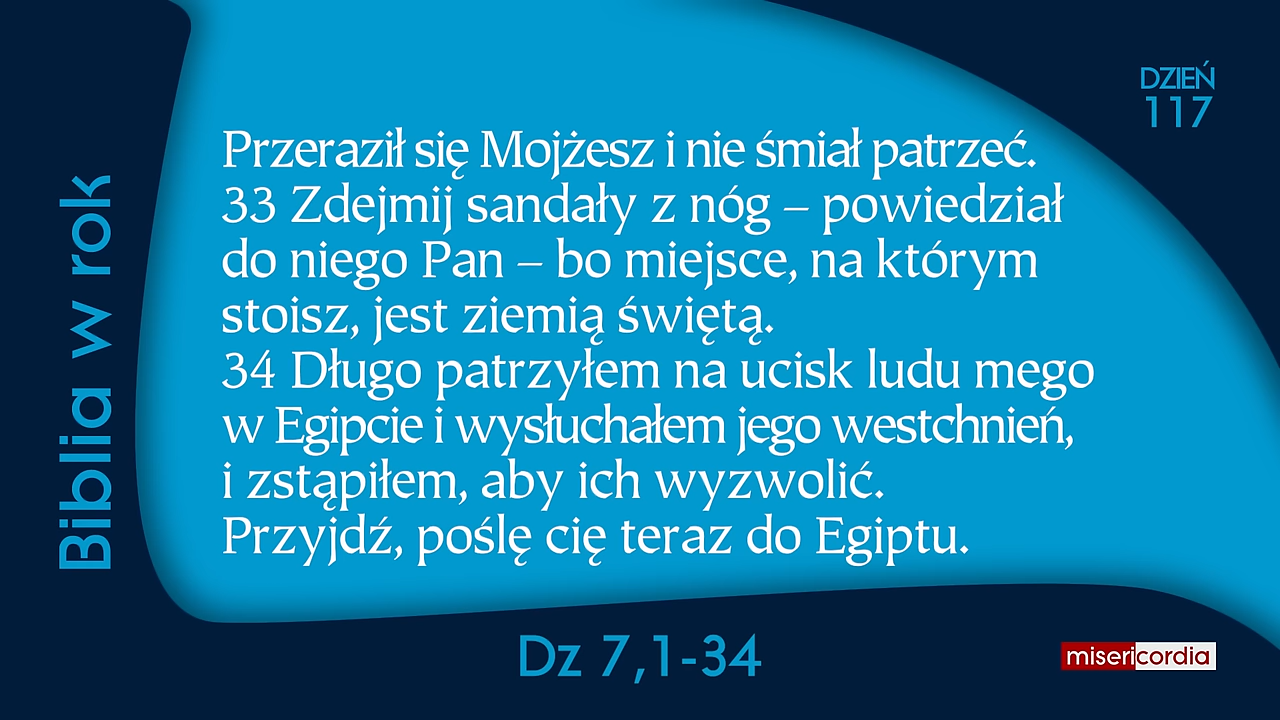 DZIEŃ
117
Przeraził się Mojżesz i nie śmiał patrzeć.
33 Zdejmij sandały z nóg – powiedział
do niego Pan – bo miejsce, na którym
stoisz, jest ziemią świętą.
34 Długo patrzyłem na ucisk ludu mego
w Egipcie i wysłuchałem jego westchnień,
i zstąpiłem, aby ich wyzwolić.
Przyjdź, poślę cię teraz do Egiptu.
Biblia w rok
Dz 7,1-34
misericordia